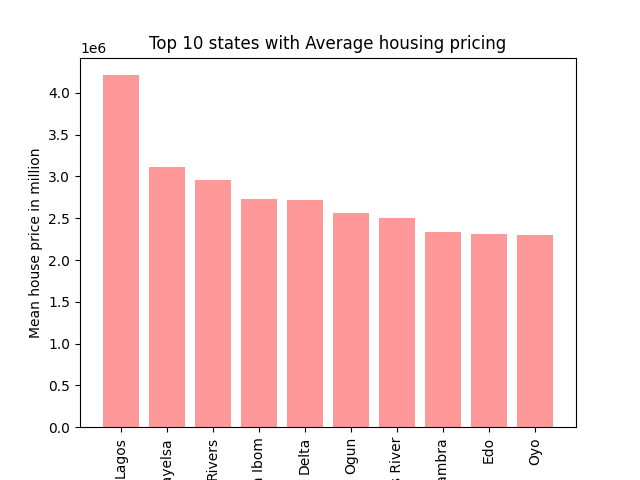 Top 10 states with Average housing pricing
1e6
Mean house price in million
4.0
3.5
3.0
2.5
2.0
1.5
1.0
0.5
0.0
Lagos
ayelsa
Rivers
Ibom
Delta
Ogun
s River
ambra
Edo
Oyo